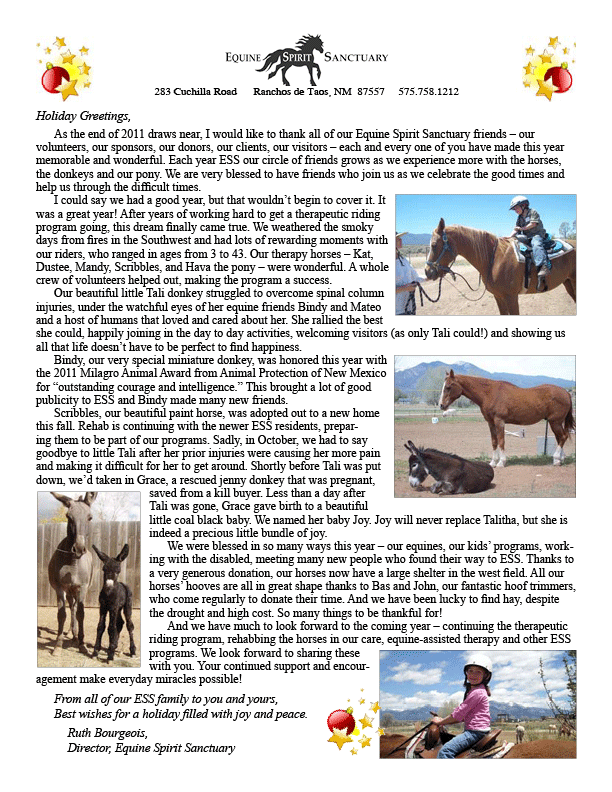 EQUINE SPIRIT SANCTUARY
283 Cuchilla Road Ranchos de Taos, NM 87557 575.758.1212
Holiday Greetings,
As the end of 2011 draws near, I would like to thank all of our Equine Spirit Sanctuary friends – our
volunteers, our sponsors, our donors, our clients, our visitors – each and every one of you have made this year
memorable and wonderful. Each year ESS our circle of friends grows as we experience more with the horses,
the donkeys and our pony. We are very blessed to have friends who join us as we celebrate the good times and
help us through the difficult times.
I could say we had a good year, but that wouldn't begin to cover it. It
was a great year! After years of working hard to get a therapeutic riding
program going, this dream finally came true. We weathered the smoky
days from fires in the Southwest and had lots of rewarding moments with
our riders, who ranged in ages from 3 to 43. Our therapy horses – Kat,
Dustee, Mandy, Scribbles, and Hava the pony – were wonderful. A whole
crew of volunteers helped out, making the program a success.
Our beautiful little Tali donkey struggled to overcome spinal column
injuries, under the watchful eyes of her equine friends Bindy and Mateo
and a host of humans that loved and cared about her. She rallied the best
she could, happily joining in the day to day activities, welcoming visitors (as only Tali could!) and showing us
all that life doesn't have to be perfect to find happiness.
Bindy, our very special miniature donkey, was honored this year with
the 2011 Milagro Animal Award from Animal Protection of New Mexico
for “outstanding courage and intelligence.” This brought a lot of good
publicity to ESS and Bindy made many new friends.
Scribbles, our beautiful paint horse, was adopted out to a new home
this fall. Rehab is continuing with the newer ESS residents, prepar-
ing them to be part of our programs. Sadly, in October, we had to say
goodbye to little Tali after her prior injuries were causing her more pain
and making it difficult for her to get around. Shortly before Tali was put
down, we'd taken in Grace, a rescued jenny donkey that was pregnant,
saved from a kill buyer. Less than a day after
Tali was gone, Grace gave birth to a beautiful
little coal black baby. We named her baby Joy. Joy will never replace Talitha, but she is
indeed a precious little bundle of joy.
We were blessed in so many ways this year – our equines, our kids' programs, work-
ing with the disabled, meeting many new people who found their way to ESS. Thanks to
a very generous donation, our horses now have a large shelter in the west field. All our
horses' hooves are all in great shape thanks to Bas and John, our fantastic hoof trimmers,
who come regularly to donate their time. And we have been lucky to find hay, despite
the drought and high cost. So many things to be thankful for!
And we have much to look forward to the coming year – continuing the therapeutic
riding program, rehabbing the horses in our care, equine-assisted therapy and other ESS
programs. We look forward to sharing these
with you. Your continued support and encour-
agement make everyday miracles possible!
From all of our ESS family to you and yours,
Best wishes for a holiday filled with joy and peace.
Ruth Bourgeois,
Director, Equine Spirit Sanctuary